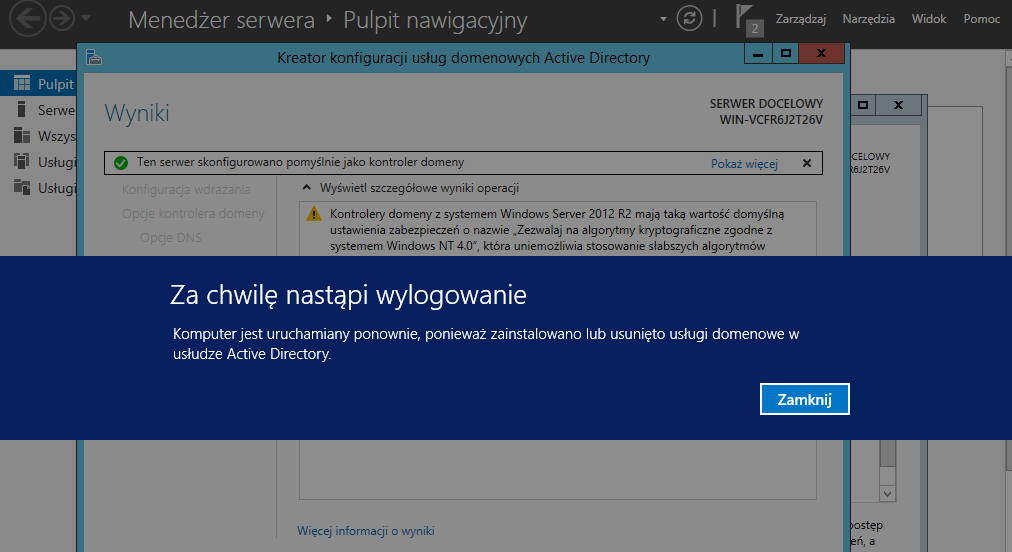 Menedżer serwera ‣ Pulpit nawigacyjny
2
Zarządzaj Narzędzia Widok Pomoc
Kreator konfiguracji usług domenowych Active Directory
Pulpit
Serwe
Wszys
Usługi
Usługi
Wyniki
SERWER DOCELOWY
WIN-VCFR6J2T26V
Ten serwer skonfigurowano pomyślnie jako kontroler domeny
Pokaż więcej
Konfiguracja wdrażania
Opcje kontrolera domeny
Opcje DNS
Wyświetl szczegółowe wyniki operacji
Kontrolery domeny z systemem Windows Server 2012 R2 mają taką wartość domyślną
ustawienia zabezpieczeń o nazwie „Zezwalaj na algorytmy kryptograficzne zgodne z
systemem Windows NT 4.0”, która uniemożliwia stosowanie słabszych algorytmów
OCELOWY
R6J2T26V
Za chwilę nastąpi wylogowanie
Komputer jest uruchamiany ponownie, ponieważ zainstalowano lub usunięto usługi domenowe w
usłudze Active Directory.
Zamknij
Więcej informacji o wyniki
postęp
eń, a